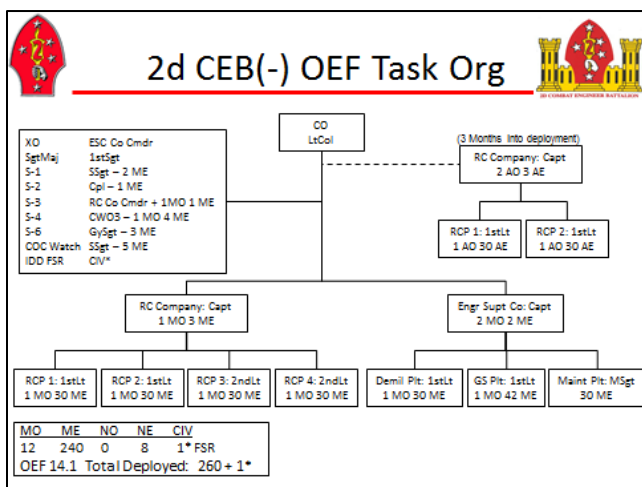 2d CEB(-) OEF Task Org
2D COMBAT ENGINEER BATTALION
CO
LtCol
(3 Months Into deployment)
RC Company: Capt
2 AO 3 AE
RCP 1: 1stLt
1 AO 30 AE
RCP 2: 1stLt
1 AO 30 AE
XO ESC Co Cmdr
SgtMaj 1stSgt
S-1 SSgt – 2 ME
S-2 Cpl – 1 ME
S-3 RC Co Cmdr + 1MO 1 ME
S-4 CWO3 – 1 MO 4 ME
S-6 GySgt – 3 ME
COC Watch SSgt – 5 ME
IDD FSR CIV*
RC Company: Capt
1 MO 3 ME
Engr Supt Co: Capt
2 MO 2 ME
RCP 1: 1stLt
1 MO 30 ME
RCP 2: 1stLt
1 MO 30 ME
RCP 3: 2ndLt
1 MO 30 ME
RCP 4: 2ndLt
1 MO 30 ME
Demil Plt: 1stLt
1 MO 30 ME
GS Plt: 1stLt
1 MO 42 ME
Maint Plt: MSgt
30 ME
MO ME NO NE CIV
12 240 0 8 1* FSR
OEF 14.1 Total Deployed: 260 + 1*